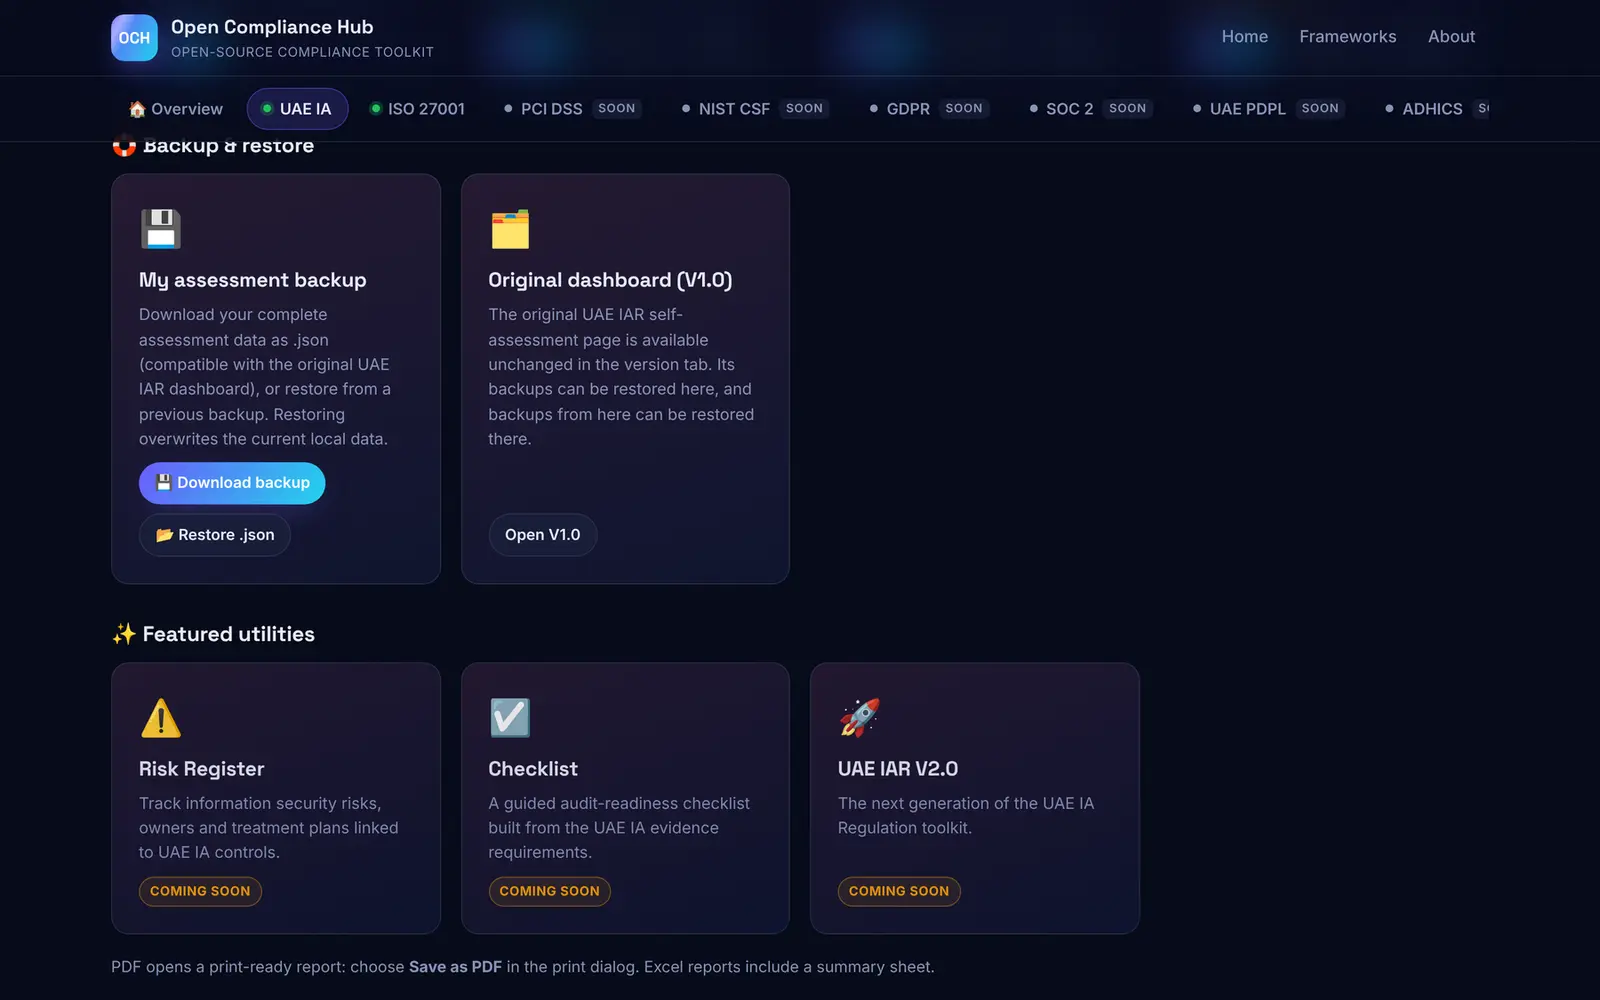 OCH
Open Compliance Hub
OPEN-SOURCE COMPLIANCE TOOLKIT
Home
Frameworks
About
Overview
UAE IA
ISO 27001
PCI DSS SOON
NIST CSF SOON
GDPR SOON
SOC 2 SOON
UAE PDPL SOON
ADHICS
Backup & restore
My assessment backup
Download your complete
assessment data as .json
(compatible with the original UAE
IAR dashboard), or restore from a
previous backup. Restoring
overwrites the current local data.
Download backup
Restore .json
Original dashboard (V1.0)
The original UAE IAR self-
assessment page is available
unchanged in the version tab. Its
backups can be restored here, and
backups from here can be restored
there.
Open V1.0
Featured utilities
Risk Register
Track information security risks,
owners and treatment plans linked
to UAE IA controls.
COMING SOON
Checklist
A guided audit-readiness checklist
built from the UAE IA evidence
requirements.
COMING SOON
UAE IAR V2.0
The next generation of the UAE IA
Regulation toolkit.
COMING SOON
PDF opens a print-ready report: choose Save as PDF in the print dialog. Excel reports include a summary sheet.